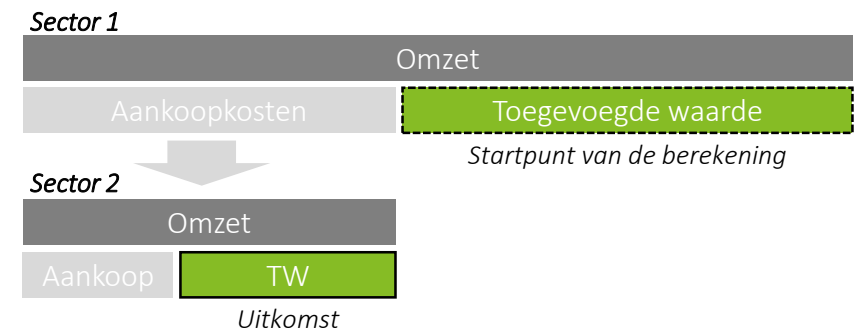 Sector 1
Omzet
Aankoopkosten Toegevoegde waarde
Startpunt van de berekening
Sector 2
Omzet
Aankoop TW
Uitkomst